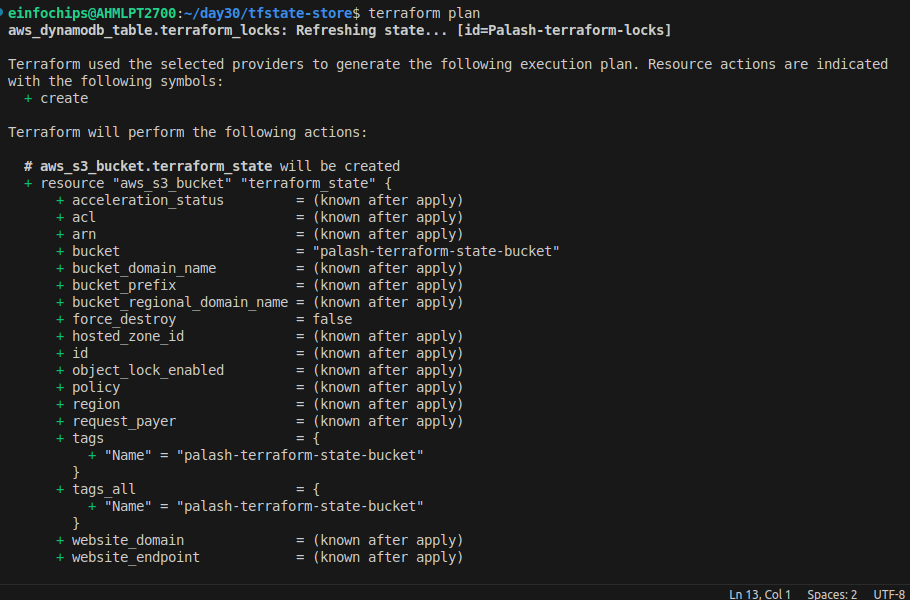 einfochips@AHMLPT2700:~/day30/tfstate-store$ terraform plan
aws_dynamodb_table.terraform_locks: Refreshing state... [id=Palash-terraform-locks]

Terraform used the selected providers to generate the following execution plan. Resource actions are indicated
with the following symbols:
  + create

Terraform will perform the following actions:

  # aws_s3_bucket.terraform_state will be created
  + resource "aws_s3_bucket" "terraform_state" {
      + acceleration_status         = (known after apply)
      + acl                         = (known after apply)
      + arn                         = (known after apply)
      + bucket                      = "palash-terraform-state-bucket"
      + bucket_domain_name          = (known after apply)
      + bucket_prefix               = (known after apply)
      + bucket_regional_domain_name = (known after apply)
      + force_destroy               = false
      + hosted_zone_id              = (known after apply)
      + id                          = (known after apply)
      + object_lock_enabled         = (known after apply)
      + policy                      = (known after apply)
      + region                      = (known after apply)
      + request_payer               = (known after apply)
      + tags                        = {
          + "Name" = "palash-terraform-state-bucket"
        }
      + tags_all                    = {
          + "Name" = "palash-terraform-state-bucket"
        }
      + website_domain              = (known after apply)
      + website_endpoint            = (known after apply)

Ln 13, Col 1 Spaces: 2 UTF-8